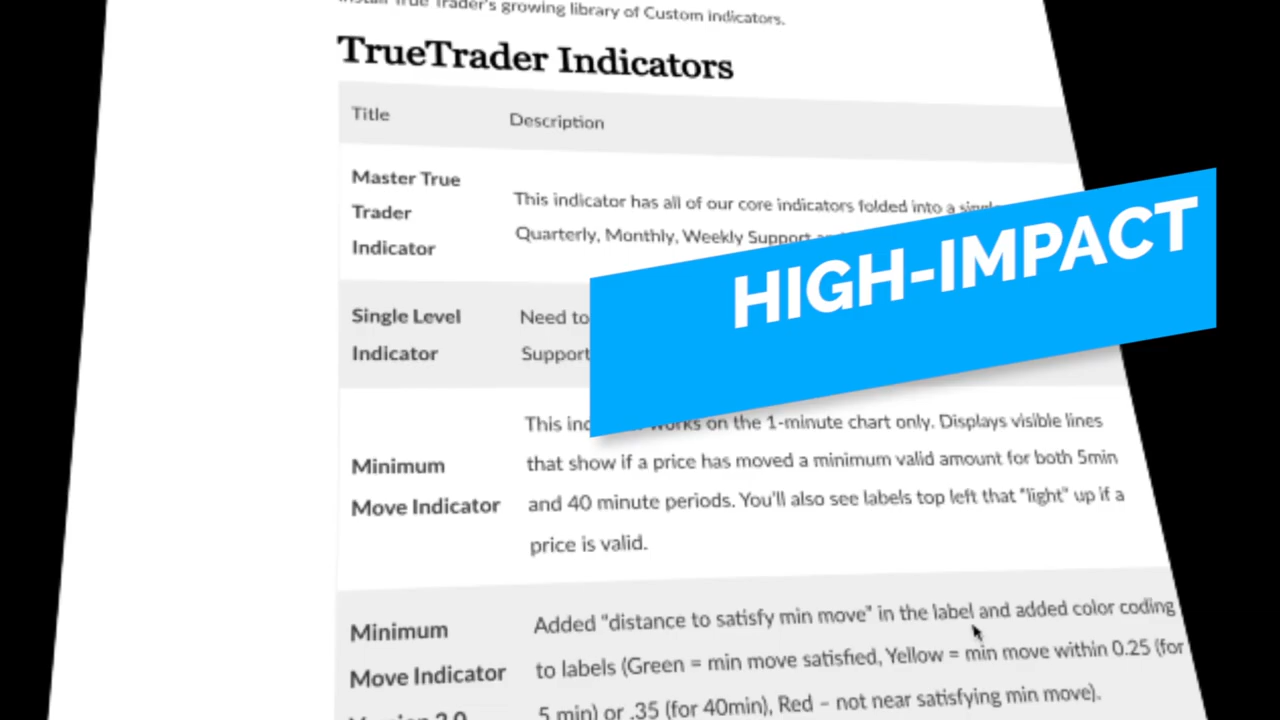 Install True Trader's growing library of Custom indicators.
TrueTrader Indicators
Title
Description
Master True
Trader
Indicator
This indicator has all of our core indicators folded into a single
Quarterly, Monthly, Weekly Support
HIGH-IMPACT
Single Level
Indicator
Need to
Support
Minimum
Move Indicator
This works on the 1-minute chart only. Displays visible lines
that show if a price has moved a minimum valid amount for both 5min
and 40 minute periods. You'll also see labels top left that "light" up if a
price is valid.
Minimum
Move Indicator
Version 2.0
Added "distance to satisfy min move" in the label and added color coding
to labels (Green = min move satisfied, Yellow = min move within 0.25 (for
5 min) or .35 (for 40min), Red – not near satisfying min move).